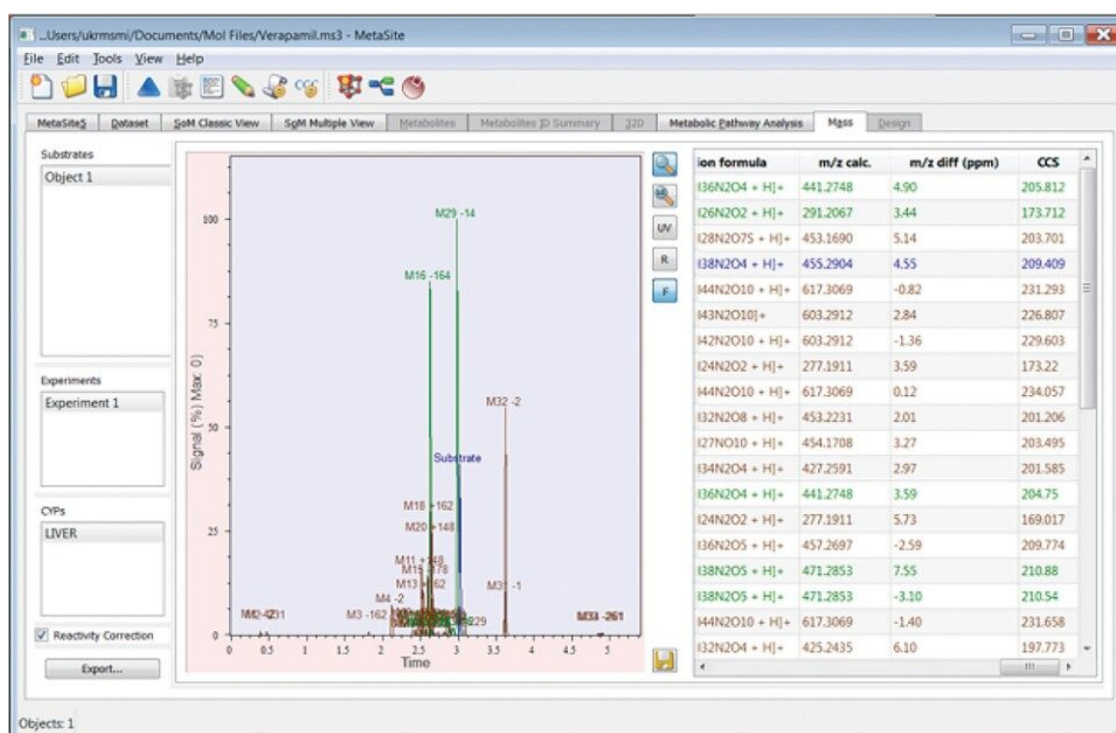 ...Users/ukrmsmi/Documents/Mol Files/Verapamil.ms3 - MetaSite
File Edit Tools View Help
MetaSite5 Dataset SoM Classic View SoM Multiple View Metabolites Metabolites ID Summary 32D Metabolic Pathway Analysis Mass Design
Substrates
Object 1
Experiments
Experiment 1
CYPs
LIVER
Reactivity Correction
Export...
Signal (%) Max: 0)
100
75
50
25
0
M29 -14
M16 -164
M32 -2
Substrate
M18 +162
M20 +148
M11 +148
M15 -178
M31 -1
M4 -2
M3 -162
0 0.5 1 1.5 2 2.5 3 3.5 4 4.5 5
Time
UV
R
F
ion formula m/z calc. m/z diff (ppm) CCS
I36N2O4 + H]+ 441.2748 4.90 205.812
I26N2O2 + H]+ 291.2067 3.44 173.712
I28N2O7S + H]+ 453.1690 5.14 203.701
I38N2O4 + H]+ 455.2904 4.55 209.409
I44N2O10 + H]+ 617.3069 -0.82 231.293
I43N2O10]+ 603.2912 2.84 226.807
I42N2O10 + H]+ 603.2912 -1.36 229.603
I24N2O2 + H]+ 277.1911 3.59 173.22
I44N2O10 + H]+ 617.3069 0.12 234.057
I32N2O8 + H]+ 453.2231 2.01 201.206
I27NO10 + H]+ 454.1708 3.27 203.495
I34N2O4 + H]+ 427.2591 2.97 201.585
I36N2O4 + H]+ 441.2748 3.59 204.75
I24N2O2 + H]+ 277.1911 5.73 169.017
I36N2O5 + H]+ 457.2697 -2.59 209.774
I38N2O5 + H]+ 471.2853 7.55 210.88
I38N2O5 + H]+ 471.2853 -3.10 210.54
I44N2O10 + H]+ 617.3069 -1.40 231.658
I32N2O4 + H]+ 425.2435 6.10 197.773
Objects: 1